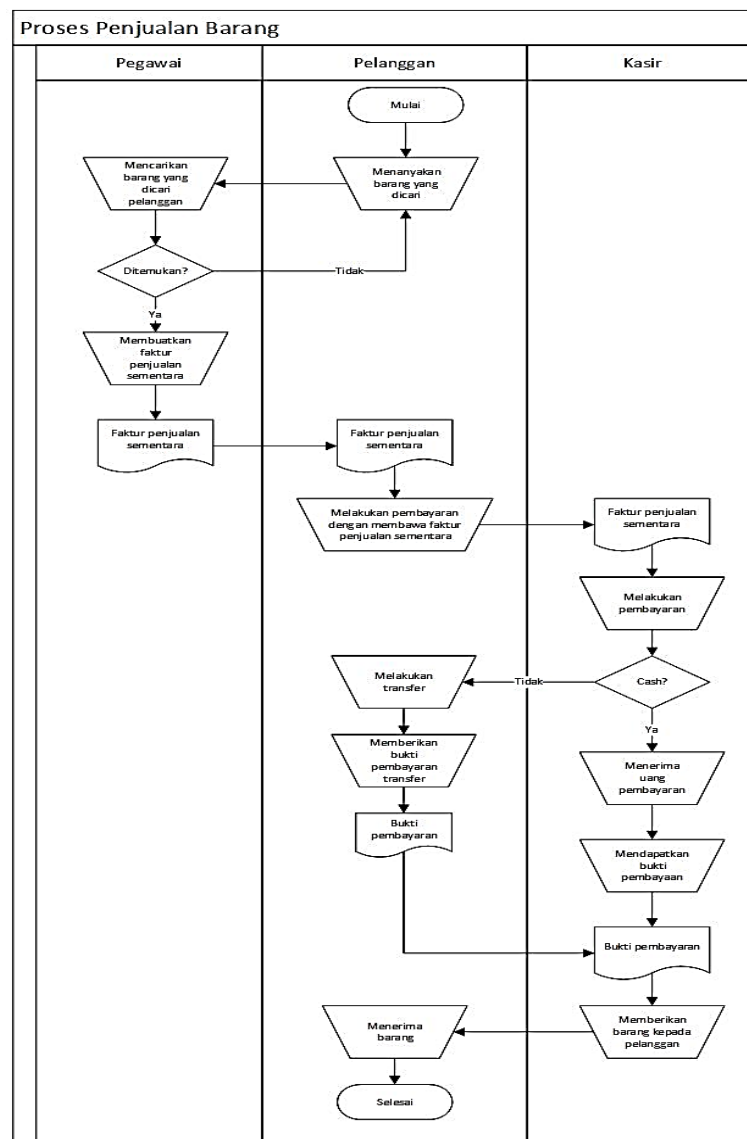 Proses Penjualan Barang
Pegawai
Pelanggan
Kasir
Mulai
Mencarikan
barang yang
dicari
pelanggan
Menanyakan
barang yang
dicari
Ditemukan?
Tidak
Ya
Membuatkan
faktur
penjualan
sementara
Faktur penjualan
sementara
Faktur penjualan
sementara
Melakukan pembayaran
dengan membawa faktur
penjualan sementara
Faktur penjualan
sementara
Melakukan
pembayaran
Melakukan
transfer
Tidak
Cash?
Ya
Memberikan
bukti
pembayaran
transfer
Menerima
uang
pembayaran
Bukti
pembayaran
Mendapatkan
bukti
pembayaan
Bukti pembayaran
Menerima
barang
Memberikan
barang kepada
pelanggan
Selesai